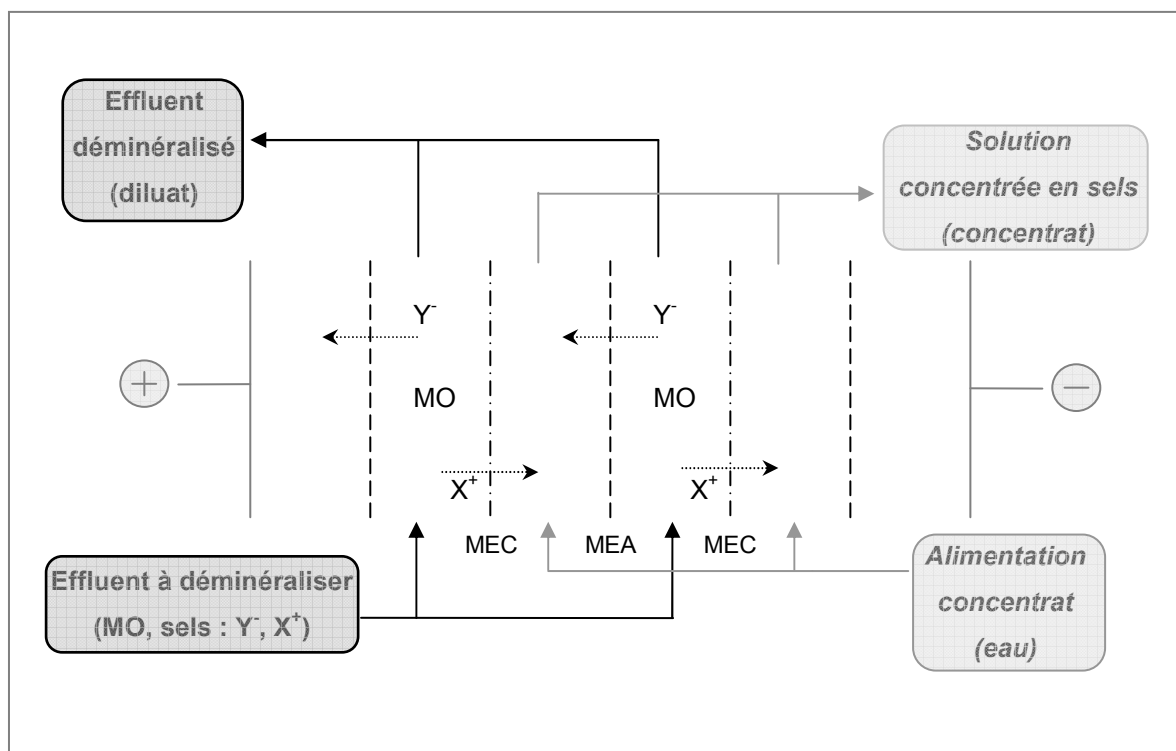 Effluent
déminéralisé
(diluat)
Solution
concentrée en sels
(concentrat)
Y⁻
Y⁻
+
MO
MO
−
X⁺
X⁺
MEC
MEA
MEC
Effluent à déminéraliser
(MO, sels : Y⁻, X⁺)
Alimentation
concentrat
(eau)